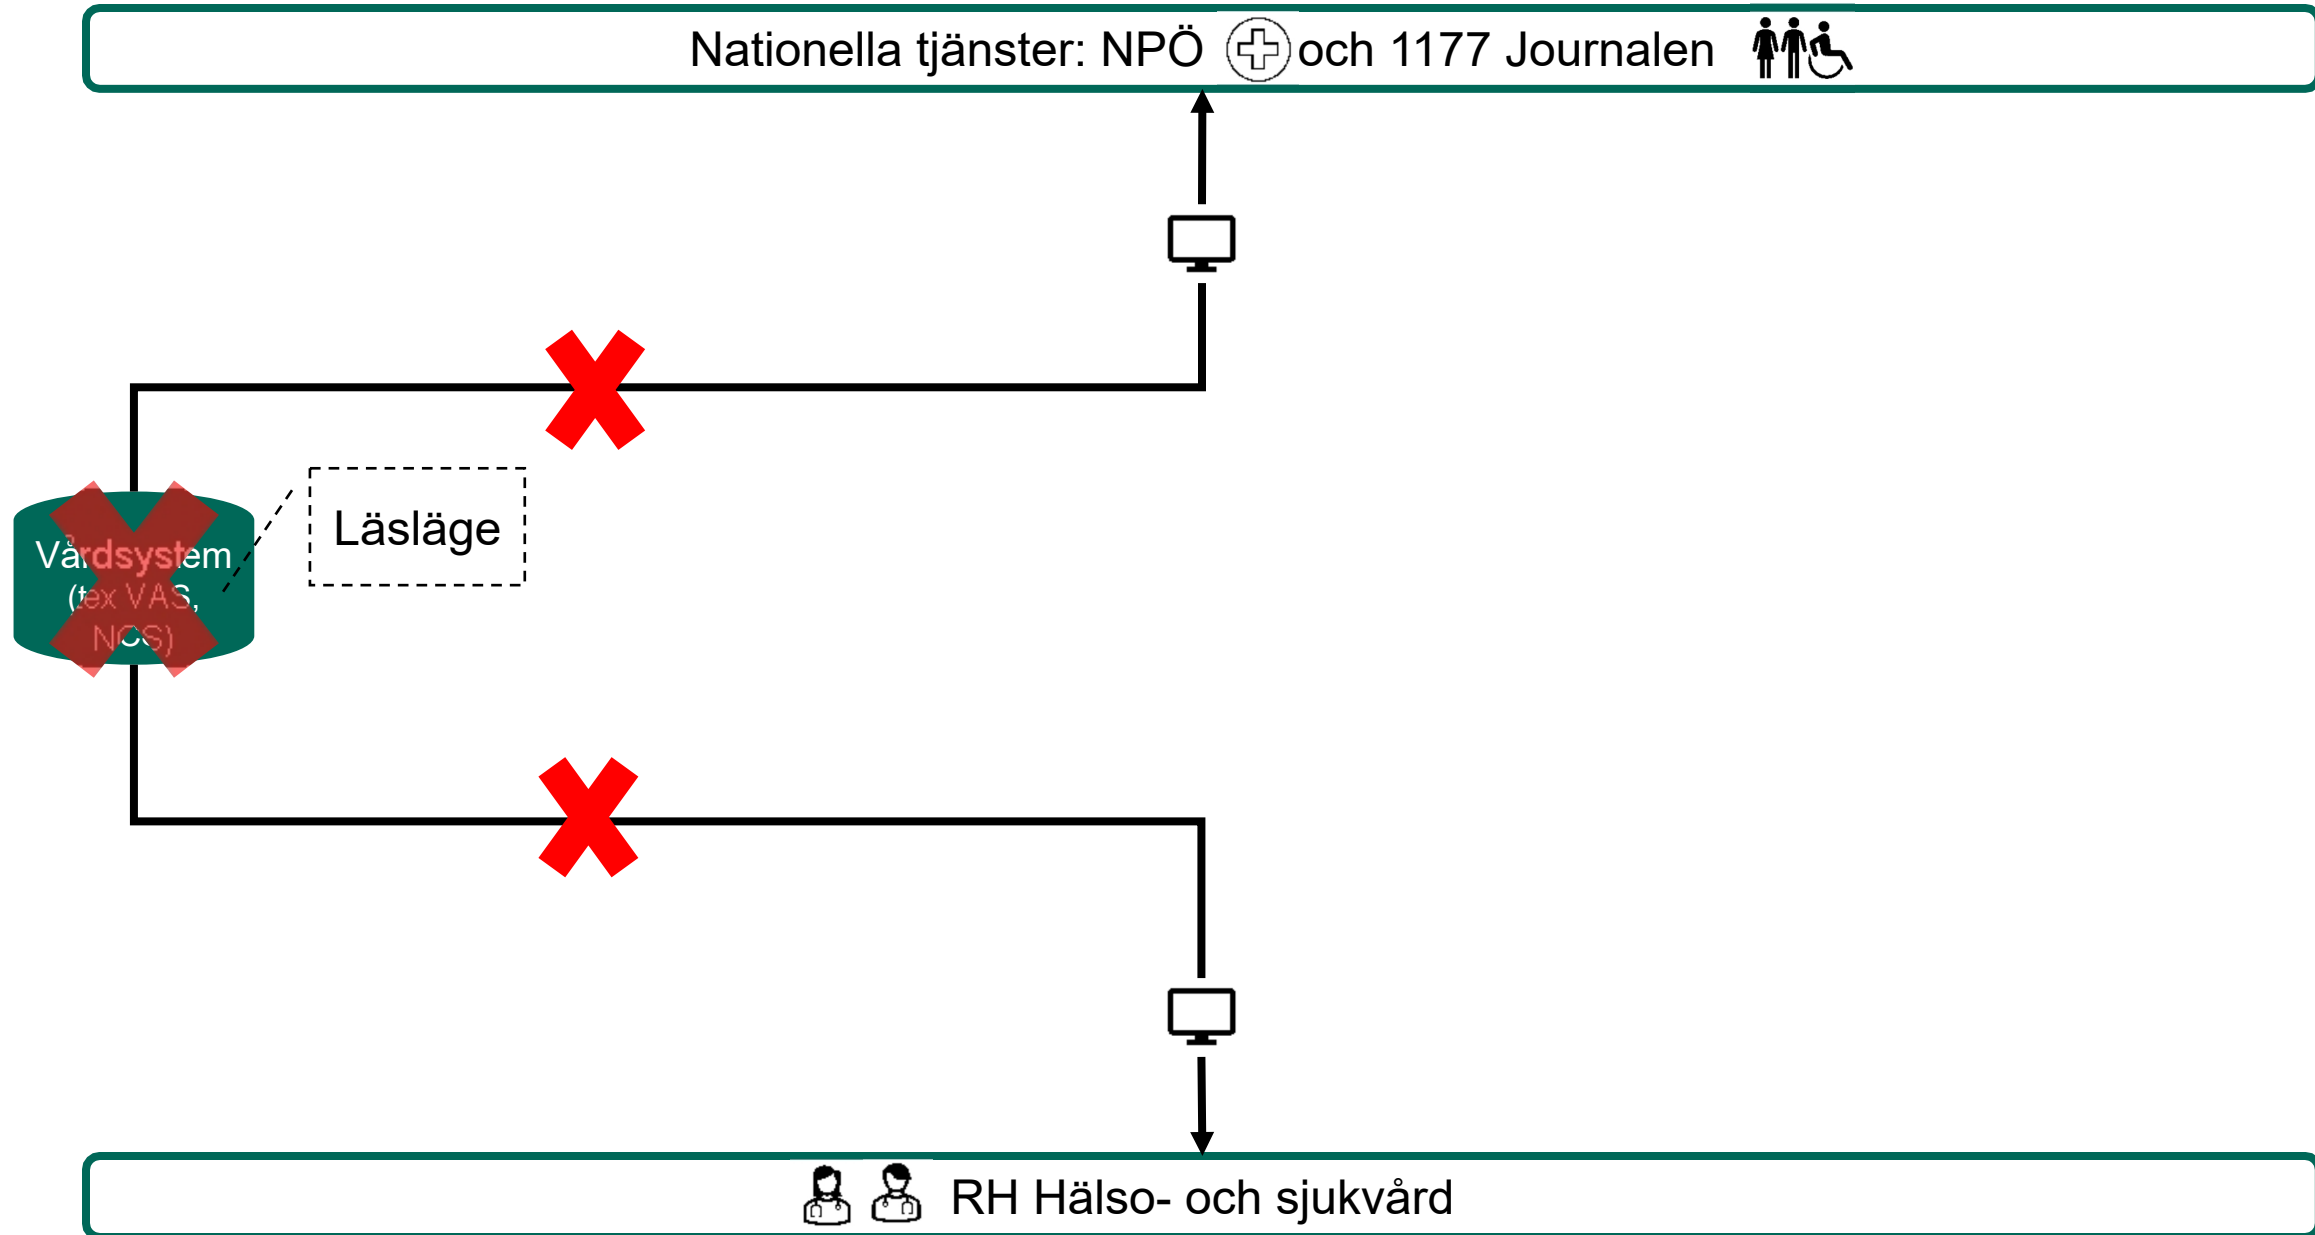 Nationella tjänster: NPÖ och 1177 Journalen
Läsläge
Vårdsystem
(tex VAS,
NCS)
RH Hälso- och sjukvård